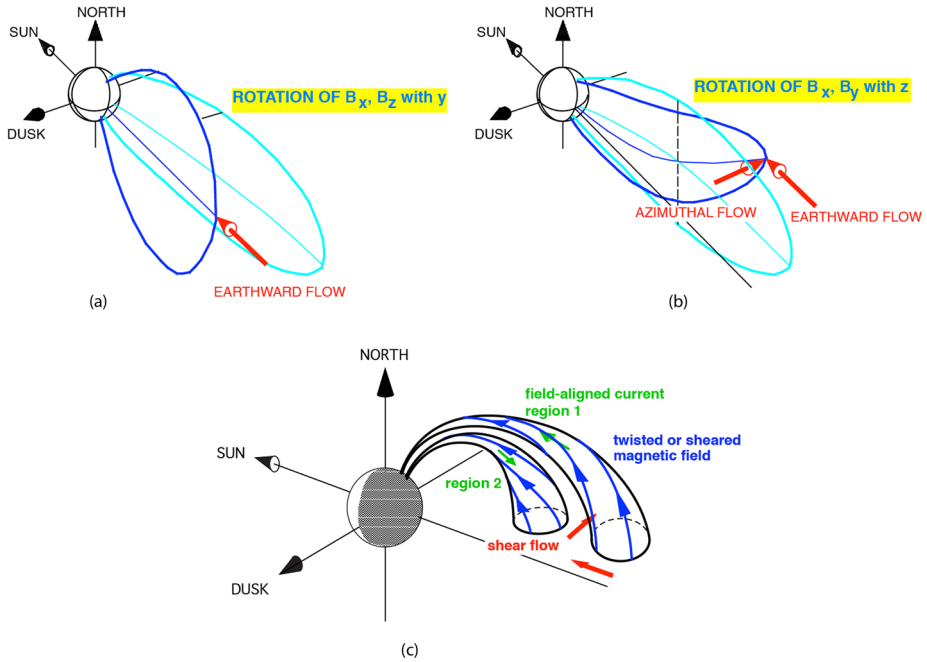 NORTH
SUN
DUSK
ROTATION OF Bx, Bz with y
EARTHWARD FLOW
(a)
NORTH
SUN
DUSK
ROTATION OF Bx, By with z
AZIMUTHAL FLOW
EARTHWARD FLOW
(b)
NORTH
SUN
DUSK
field-aligned current
region 1
twisted or sheared
magnetic field
region 2
shear flow
(c)